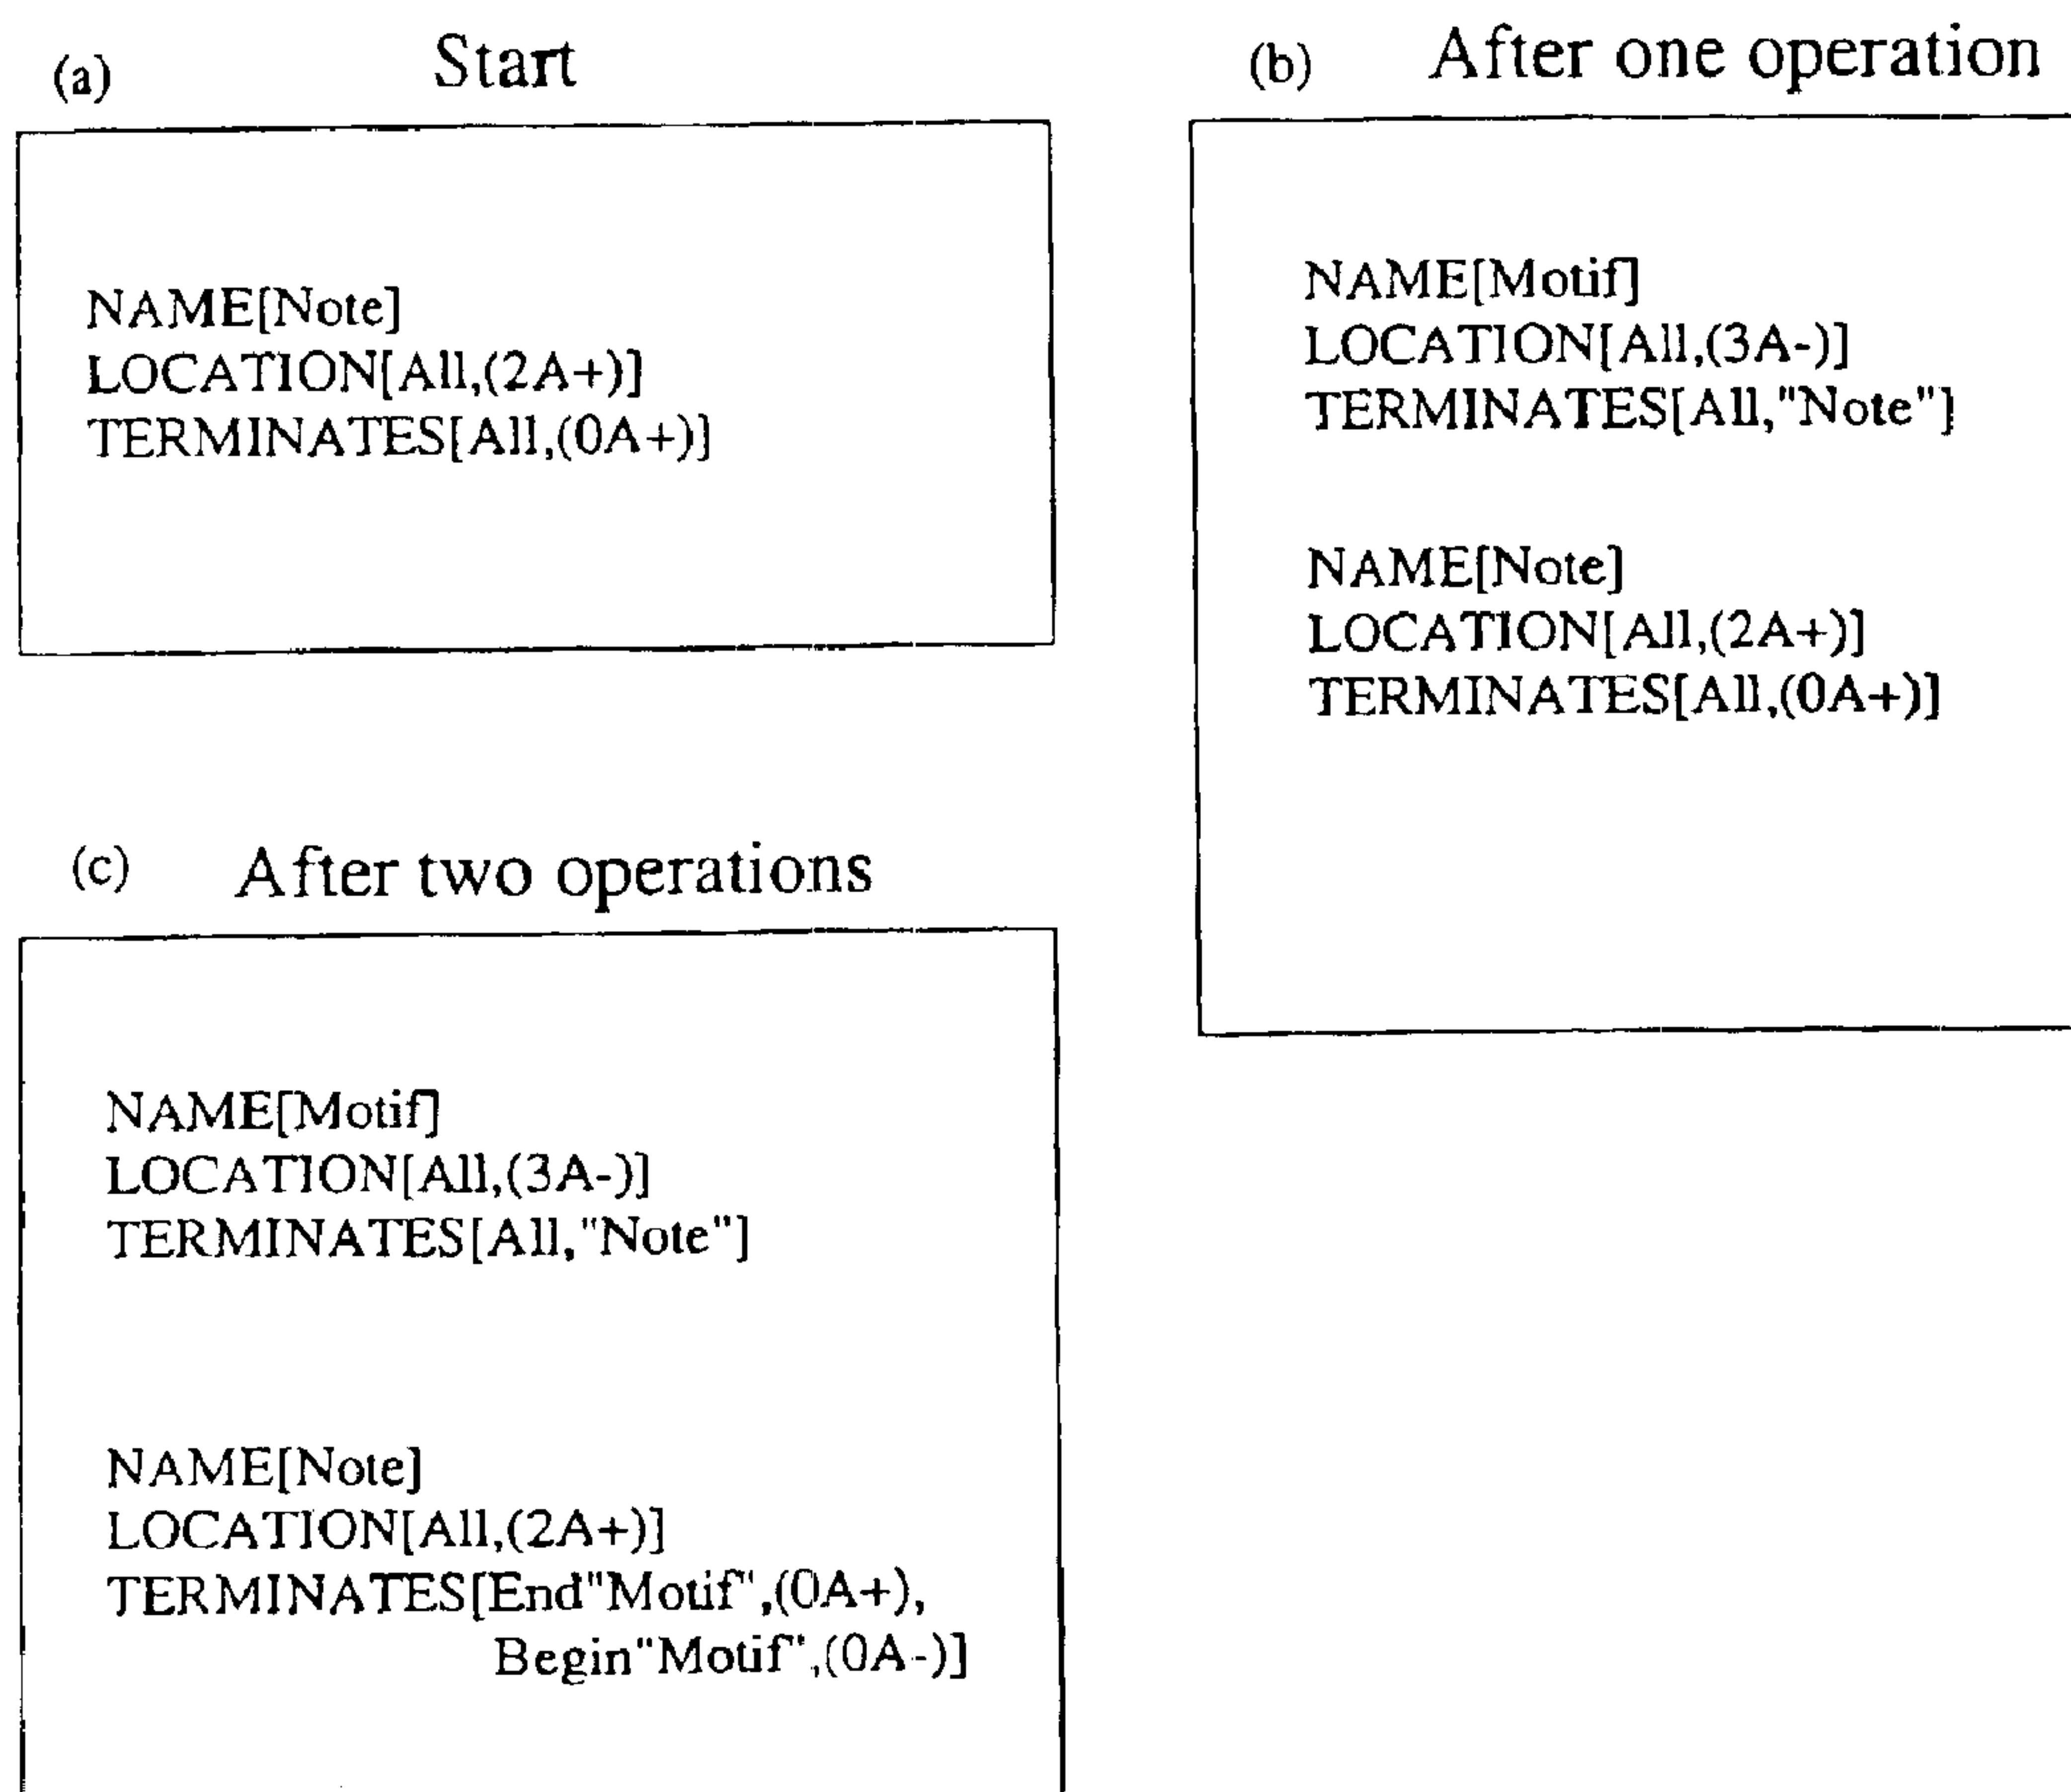 (a) Start
NAME[Note]
LOCATION[All,(2A+)]
TERMINATES[All,(0A+)]
(b) After one operation
NAME[Motif]
LOCATION[All,(3A-)]
TERMINATES[All,"Note"]
NAME[Note]
LOCATION[All,(2A+)]
TERMINATES[All,(0A+)]
(c) After two operations
NAME[Motif]
LOCATION[All,(3A-)]
TERMINATES[All,"Note"]
NAME[Note]
LOCATION[All,(2A+)]
TERMINATES[End"Motif",(0A+),
Begin"Motif",(0A-)]